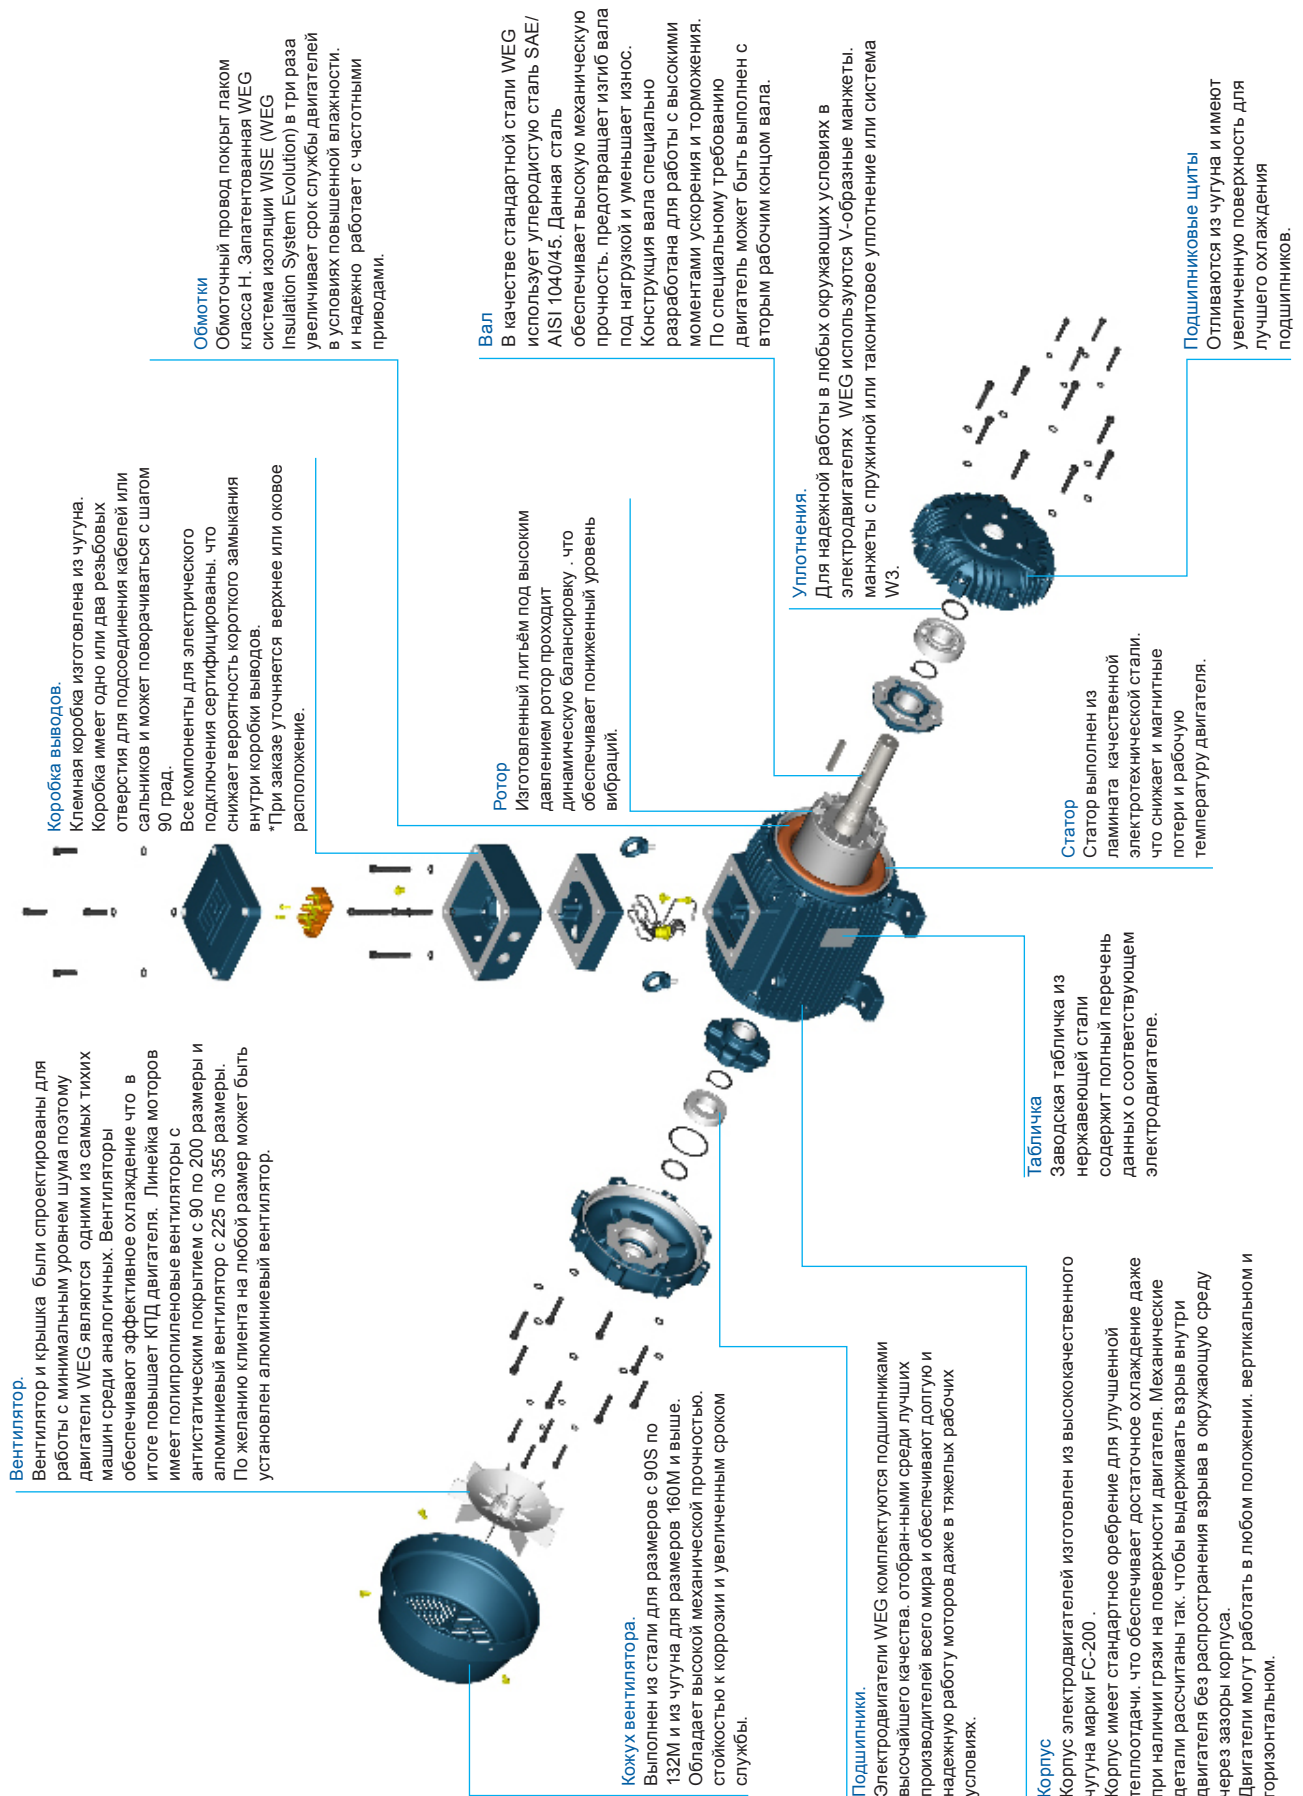 Вентилятор.
Вентилятор и крышка были спроектированы для
работы с минимальным уровнем шума поэтому
двигатели WEG являются одними из самых тихих
машин среди аналогичных. Вентиляторы
обеспечивают эффективное охлаждение что в
итоге повышает КПД двигателя. Линейка моторов
имеет полипропиленовые вентиляторы с
антистатическим покрытием с 90 по 200 размеры и
алюминиевый вентилятор с 225 по 355 размеры.
По желанию клиента на любой размер может быть
установлен алюминиевый вентилятор.
Коробка выводов.
Клемная коробка изготовлена из чугуна.
Коробка имеет одно или два резьбовых
отверстия для подсоединения кабелей или
сальников и может поворачиваться с шагом
90 град.
Все компоненты для электрического
подключения сертифицированы. что
снижает вероятность короткого замыкания
внутри коробки выводов.
*При заказе уточняется верхнее или оковое
расположение.
Обмотки
Обмоточный провод покрыт лаком
класса Н. Запатентованная WEG
система изоляции WISE (WEG
Insulation System Evolution) в три раза
увеличивает срок службы двигателей
в условиях повышенной влажности.
и надежно работает с частотными
приводами.
Вал
В качестве стандартной стали WEG
использует углеродистую сталь SAE/
AISI 1040/45. Данная сталь
обеспечивает высокую механическую
прочность. предотвращает изгиб вала
под нагрузкой и уменьшает износ.
Конструкция вала специально
разработана для работы с высокими
моментами ускорения и торможения.
По специальному требованию
двигатель может быть выполнен с
вторым рабочим концом вала.
Ротор
Изготовленный литьём под высоким
давлением ротор проходит
динамическую балансировку . что
обеспечивает пониженный уровень
вибраций.
Уплотнения.
Для надежной работы в любых окружающих условиях в
электродвигателях WEG используются V-образные манжеты.
манжеты с пружиной или таконитовое уплотнение или система
W3.
Подшипниковые щиты
Отливаются из чугуна и имеют
увеличенную поверхность для
лучшего охлаждения
подшипников.
Статор
Статор выполнен из
ламината качественной
электротехнической стали.
что снижает и магнитные
потери и рабочую
температуру двигателя.
Табличка
Заводская табличка из
нержавеющей стали
содержит полный перечень
данных о соответствующем
электродвигателе.
Кожух вентилятора.
Выполнен из стали для размеров с 90S по
132M и из чугуна для размеров 160M и выше.
Обладает высокой механической прочностью.
стойкостью к коррозии и увеличенным сроком
службы.
Подшипники.
Электродвигатели WEG комплектуются подшипниками
высочайшего качества. отобран-ными среди лучших
производителей всего мира и обеспечивают долгую и
надежную работу моторов даже в тяжелых рабочих
условиях.
Корпус
Корпус электродвигателей изготовлен из высококачественного
чугуна марки FC-200 .
Корпус имеет стандартное оребрение для улучшенной
теплоотдачи. что обеспечивает достаточное охлаждение даже
при наличии грязи на поверхности двигателя. Механические
детали рассчитаны так. чтобы выдерживать взрыв внутри
двигателя без распространения взрыва в окружающую среду
через зазоры корпуса.
Двигатели могут работать в любом положении. вертикальном и
горизонтальном.